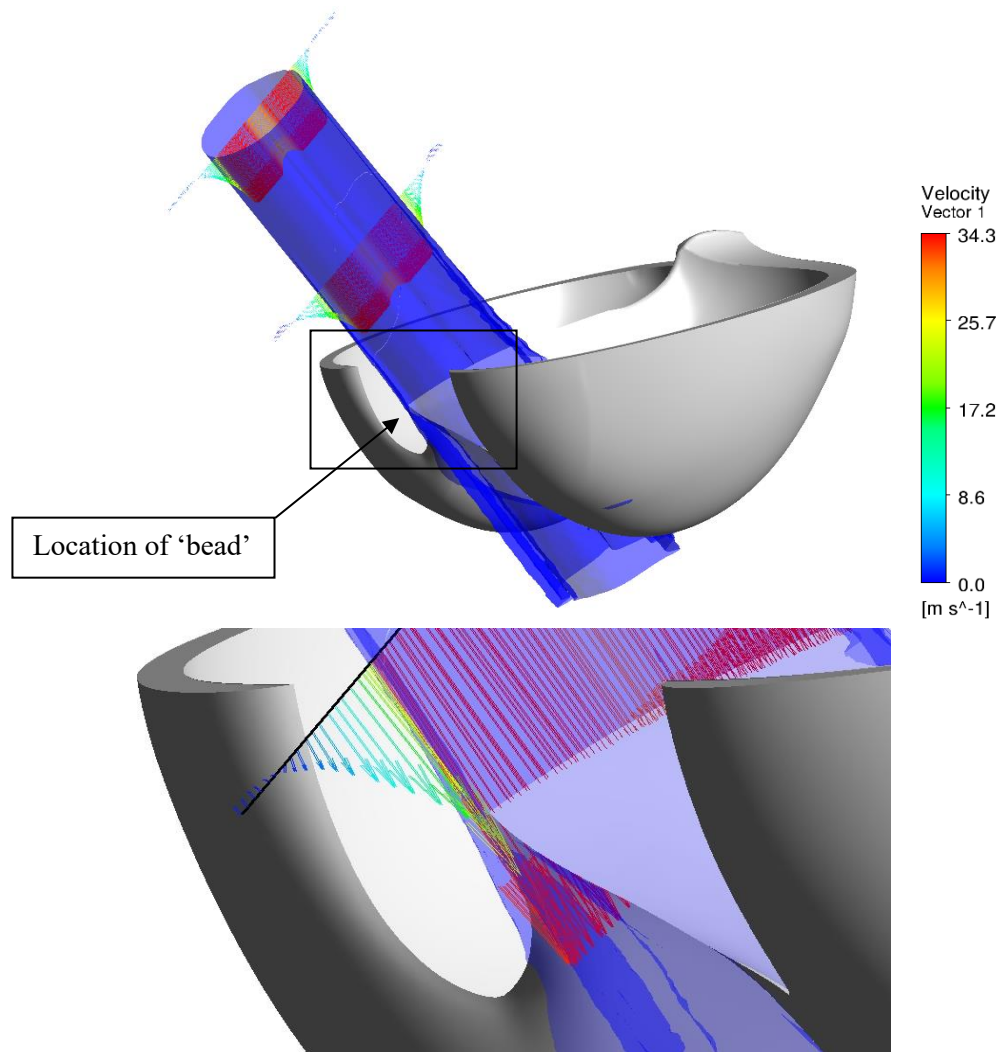 Velocity
Vector 1
34.3
25.7
17.2
8.6
0.0
[m s^-1]
Location of ‘bead’